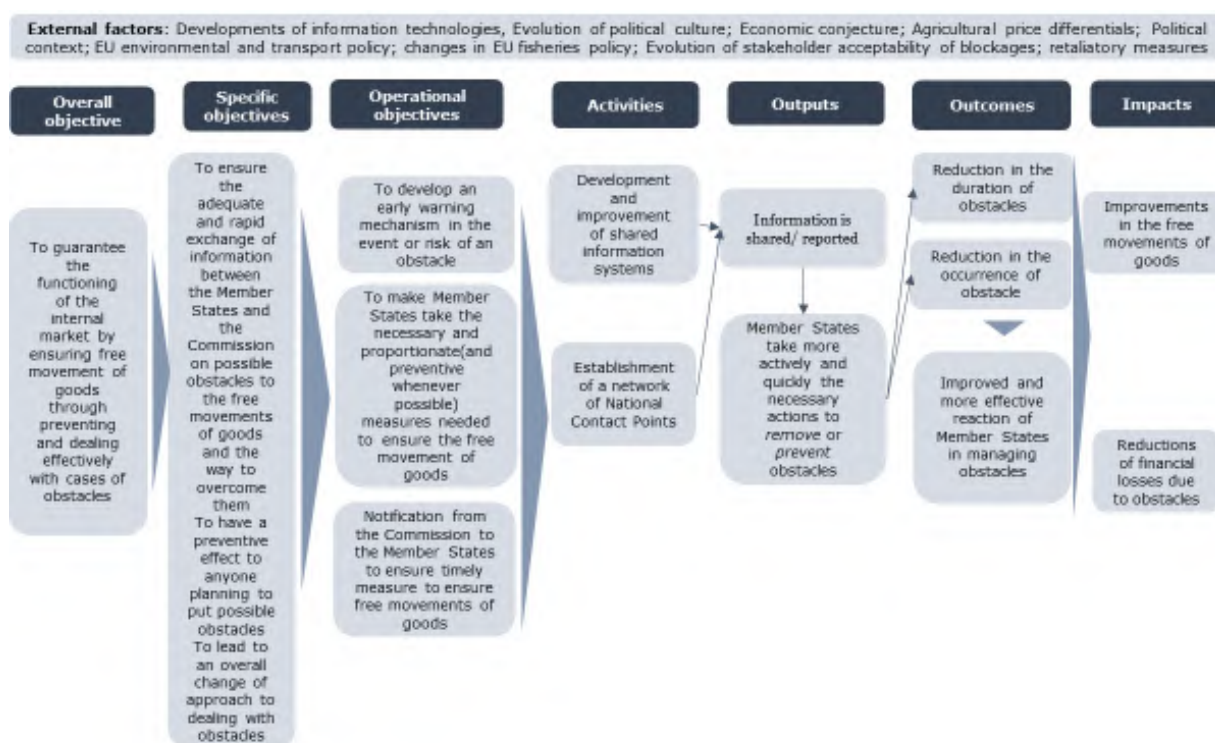 External factors: Developments of information technologies, Evolution of political culture; Economic conjecture; Agricultural price differentials; Political
context; EU environmental and transport policy; changes in EU fisheries policy; Evolution of stakeholder acceptability of blockages; retaliatory measures
Overall
objective
To guarantee
the
functioning
of the
internal
market by
ensuring free
movement of
goods
through
preventing
and dealing
effectively
with cases of
obstacles
Specific
objectives
To ensure
the
adequate
and rapid
exchange of
information
between
the Member
States and
the
Commission
on possible
obstacles to
the free
movements
of goods
and the
way to
overcome
them
To have a
preventive
effect to
anyone
planning to
put possible
obstacles
To lead to
an overall
change of
approach to
dealing with
obstacles
Operational
objectives
To develop an
early warning
mechanism in the
event or risk of an
obstacle
To make Member
States take the
necessary and
proportionate(and
preventive
whenever
possible)
measures needed
to ensure the free
movement of
goods
Notification from
the Commission to
the Member States
to ensure timely
measure to ensure
free movements of
goods
Activities
Development
and
improvement
of shared
information
systems
Establishment
of a network
of National
Contact Points
Outputs
Information is
shared/ reported
Member States
take more
actively and
quickly the
necessary
actions to
remove or
prevent
obstacles
Outcomes
Reduction in the
duration of
obstacles
Reduction in the
occurrence of
obstacle
Improved and
more effective
reaction of
Member States
in managing
obstacles
Impacts
Improvements
in the free
movements of
goods
Reductions
of financial
losses due
to obstacles